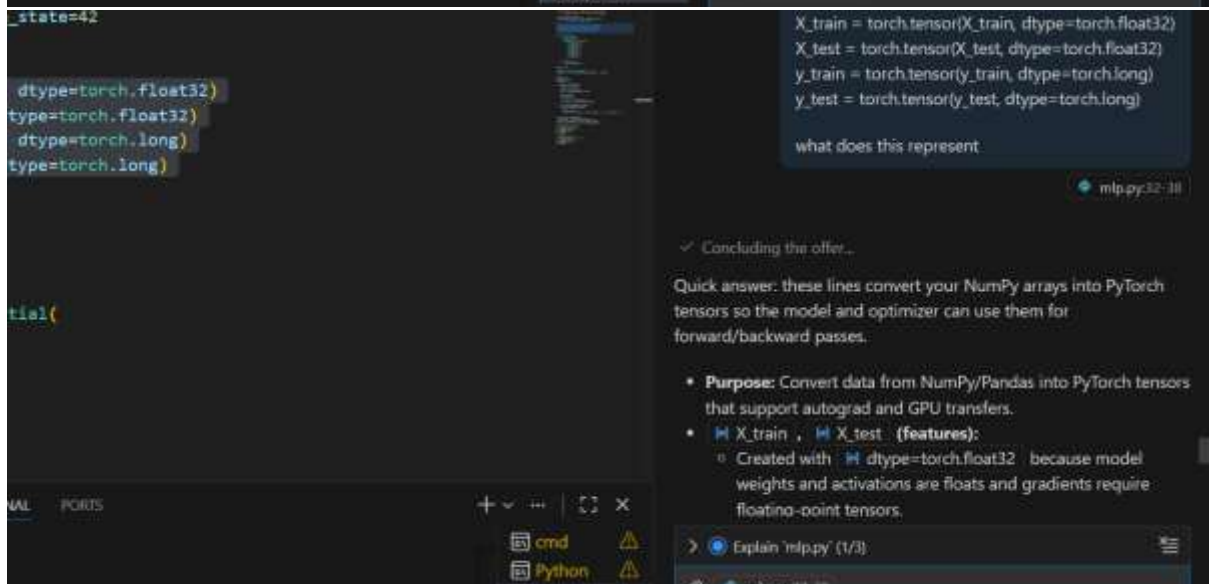 _state=42
dtype=torch.float32)
type=torch.float32)
dtype=torch.long)
type=torch.long)
tial(
NAL PORTS
cmd
Python
X_train = torch.tensor(X_train, dtype=torch.float32)
X_test = torch.tensor(X_test, dtype=torch.float32)
y_train = torch.tensor(y_train, dtype=torch.long)
y_test = torch.tensor(y_test, dtype=torch.long)
what does this represent
mlp.py:32-38
Concluding the offer...
Quick answer: these lines convert your NumPy arrays into PyTorch
tensors so the model and optimizer can use them for
forward/backward passes.
• Purpose: Convert data from NumPy/Pandas into PyTorch tensors
that support autograd and GPU transfers.
• X_train , X_test (features):
Created with dtype=torch.float32 because model
weights and activations are floats and gradients require
floating-point tensors.
Explain 'mlp.py' (1/3)